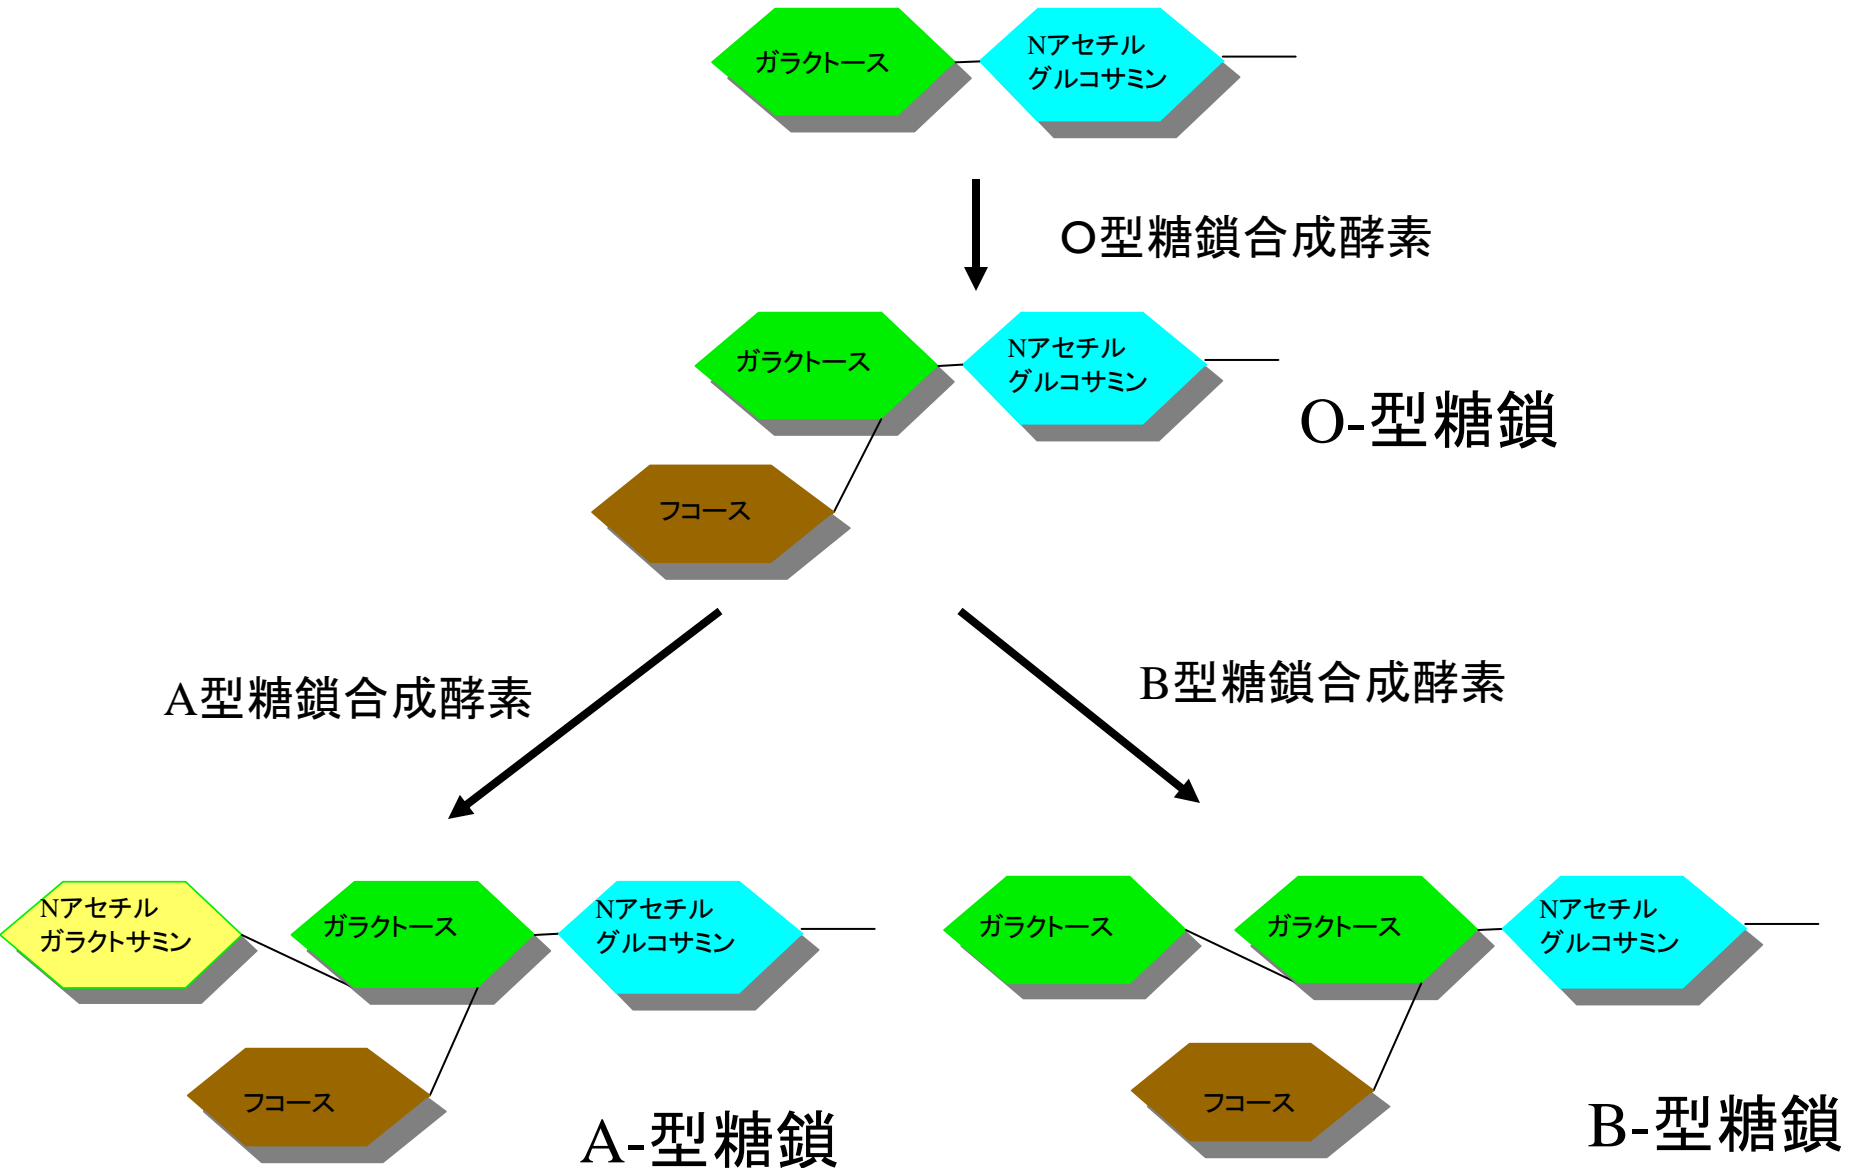 ガラクトース
Nアセチル
グルコサミン
O型糖鎖合成酵素
ガラクトース
Nアセチル
グルコサミン
O-型糖鎖
フコース
A型糖鎖合成酵素
B型糖鎖合成酵素
Nアセチル
ガラクトサミン
ガラクトース
Nアセチル
グルコサミン
フコース
A-型糖鎖
ガラクトース
ガラクトース
Nアセチル
グルコサミン
フコース
B-型糖鎖